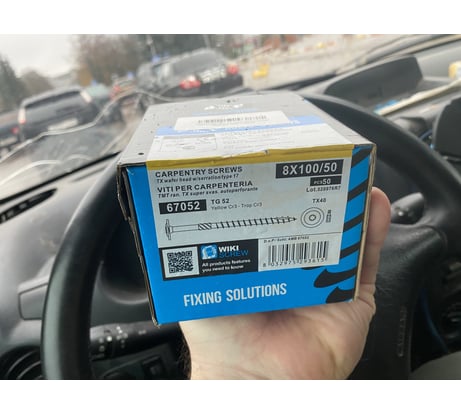 CARPENTRY SCREWS
TX wafer head w/serration type 17
VITI PER CARPENTERIA
TMT ran. TX super svas. autoperforante
67052
TG 52
Yellow Cr3 - Trop. Cr3
8X100/50
PCS 50
TX40
WIKI
SCREW
All products features
you need to know
FIXING SOLUTIONS